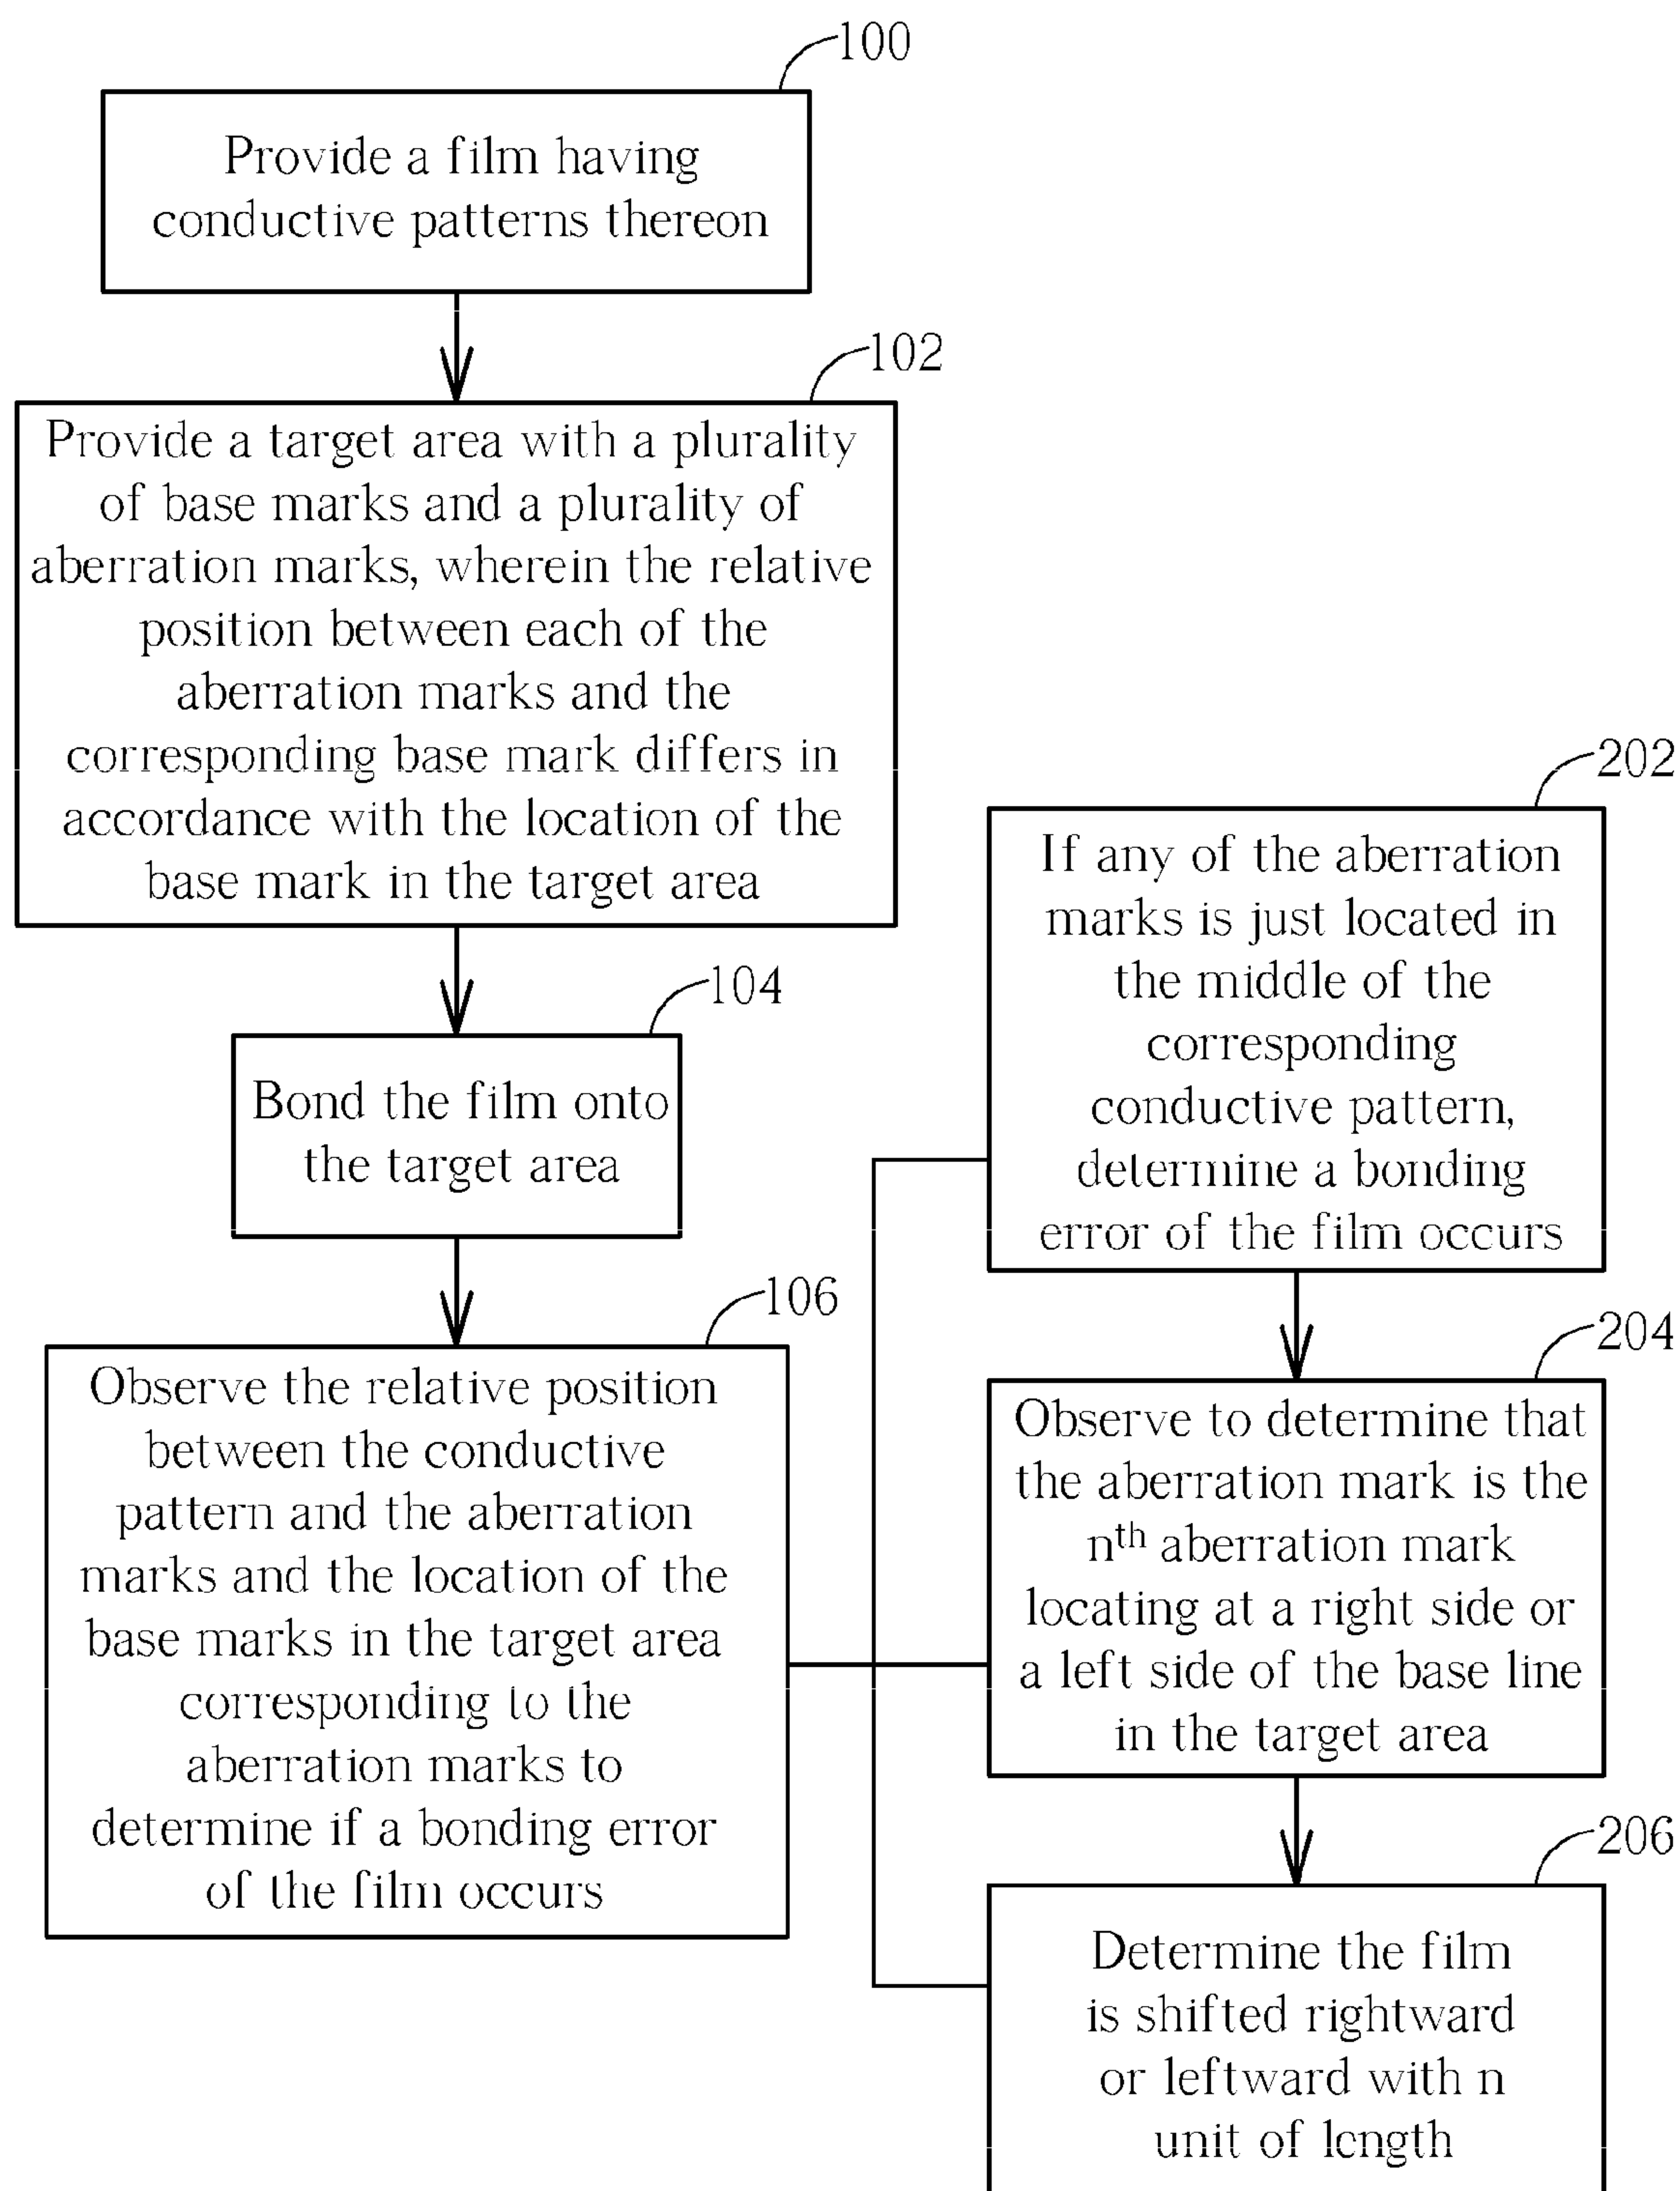 100
Provide a film having
conductive patterns thereon
102
Provide a target area with a plurality
of base marks and a plurality of
aberration marks, wherein the relative
position between each of the
aberration marks and the
corresponding base mark differs in
accordance with the location of the
base mark in the target area
104
Bond the film onto
the target area
106
Observe the relative position
between the conductive
pattern and the aberration
marks and the location of the
base marks in the target area
corresponding to the
aberration marks to
determine if a bonding error
of the film occurs
202
If any of the aberration
marks is just located in
the middle of the
corresponding
conductive pattern,
determine a bonding
error of the film occurs
204
Observe to determine that
the aberration mark is the
nth aberration mark
locating at a right side or
a left side of the base line
in the target area
206
Determine the film
is shifted rightward
or leftward with n
unit of length